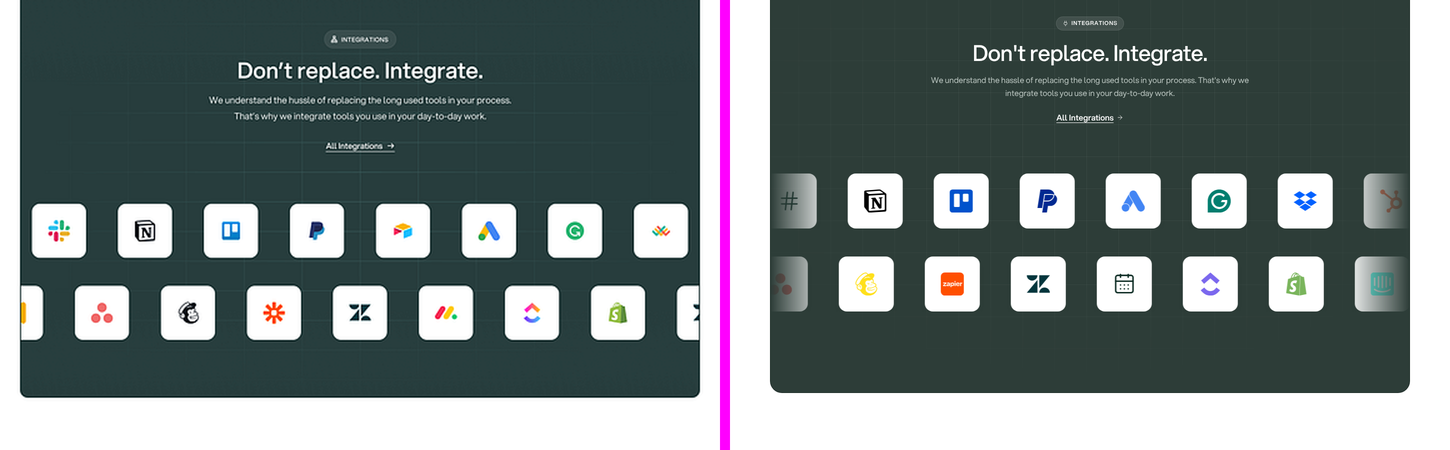 INTEGRATIONS
Don’t replace. Integrate.
We understand the hussle of replacing the long used tools in your process.
That's why we integrate tools you use in your day-to-day work.
All Integrations →
N
INTEGRATIONS
Don't replace. Integrate.
We understand the hassle of replacing the long used tools in your process. That's why we
integrate tools you use in your day-to-day work.
All Integrations →
#
N
zapier